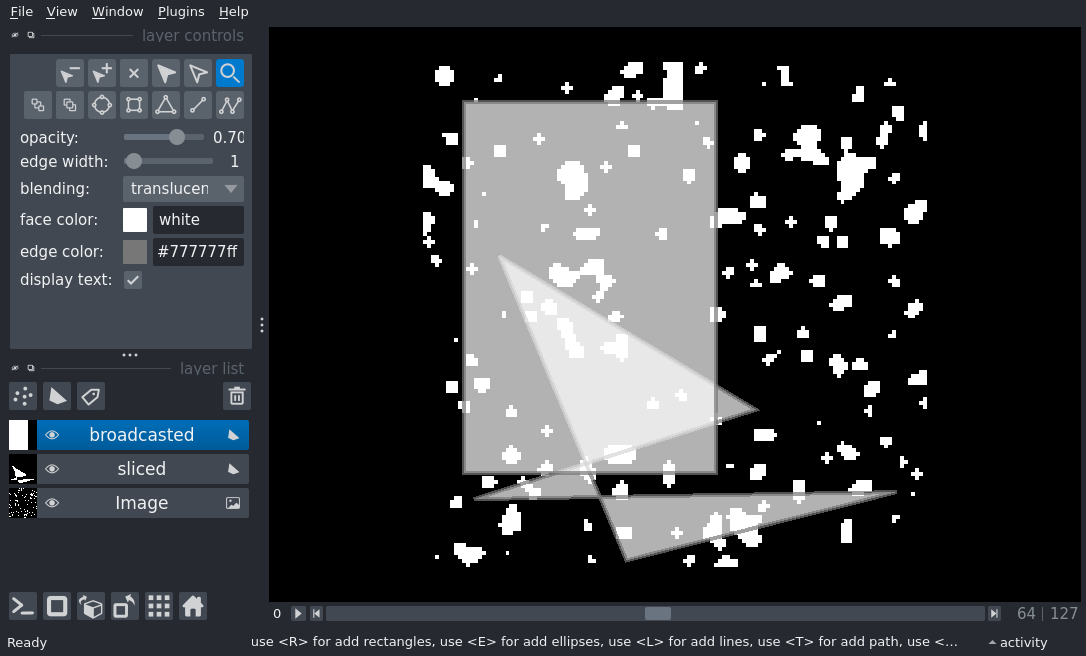 File View Window Plugins Help
layer controls
opacity: 0.70
edge width: 1
blending: translucen
face color: white
edge color: #777777ff
display text:
layer list
broadcasted
sliced
Image
0 64 127
Ready use <R> for add rectangles, use <E> for add ellipses, use <L> for add lines, use <T> for add path, use <... activity